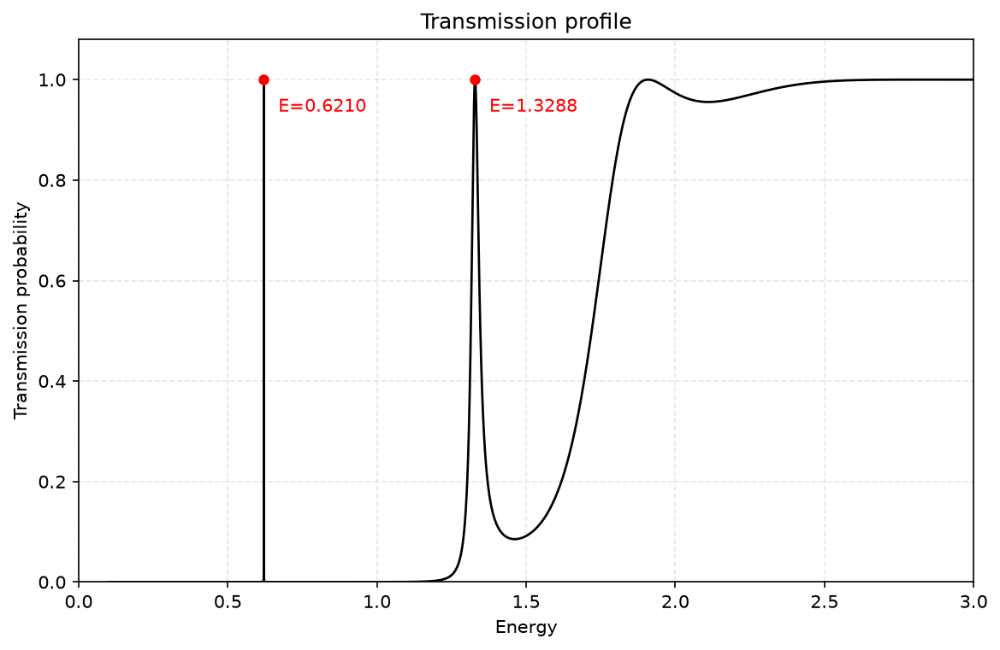 Transmission profile
Transmission probability
1.0
0.8
0.6
0.4
0.2
0.0
E=0.6210
E=1.3288
0.0
0.5
1.0
1.5
2.0
2.5
3.0
Energy